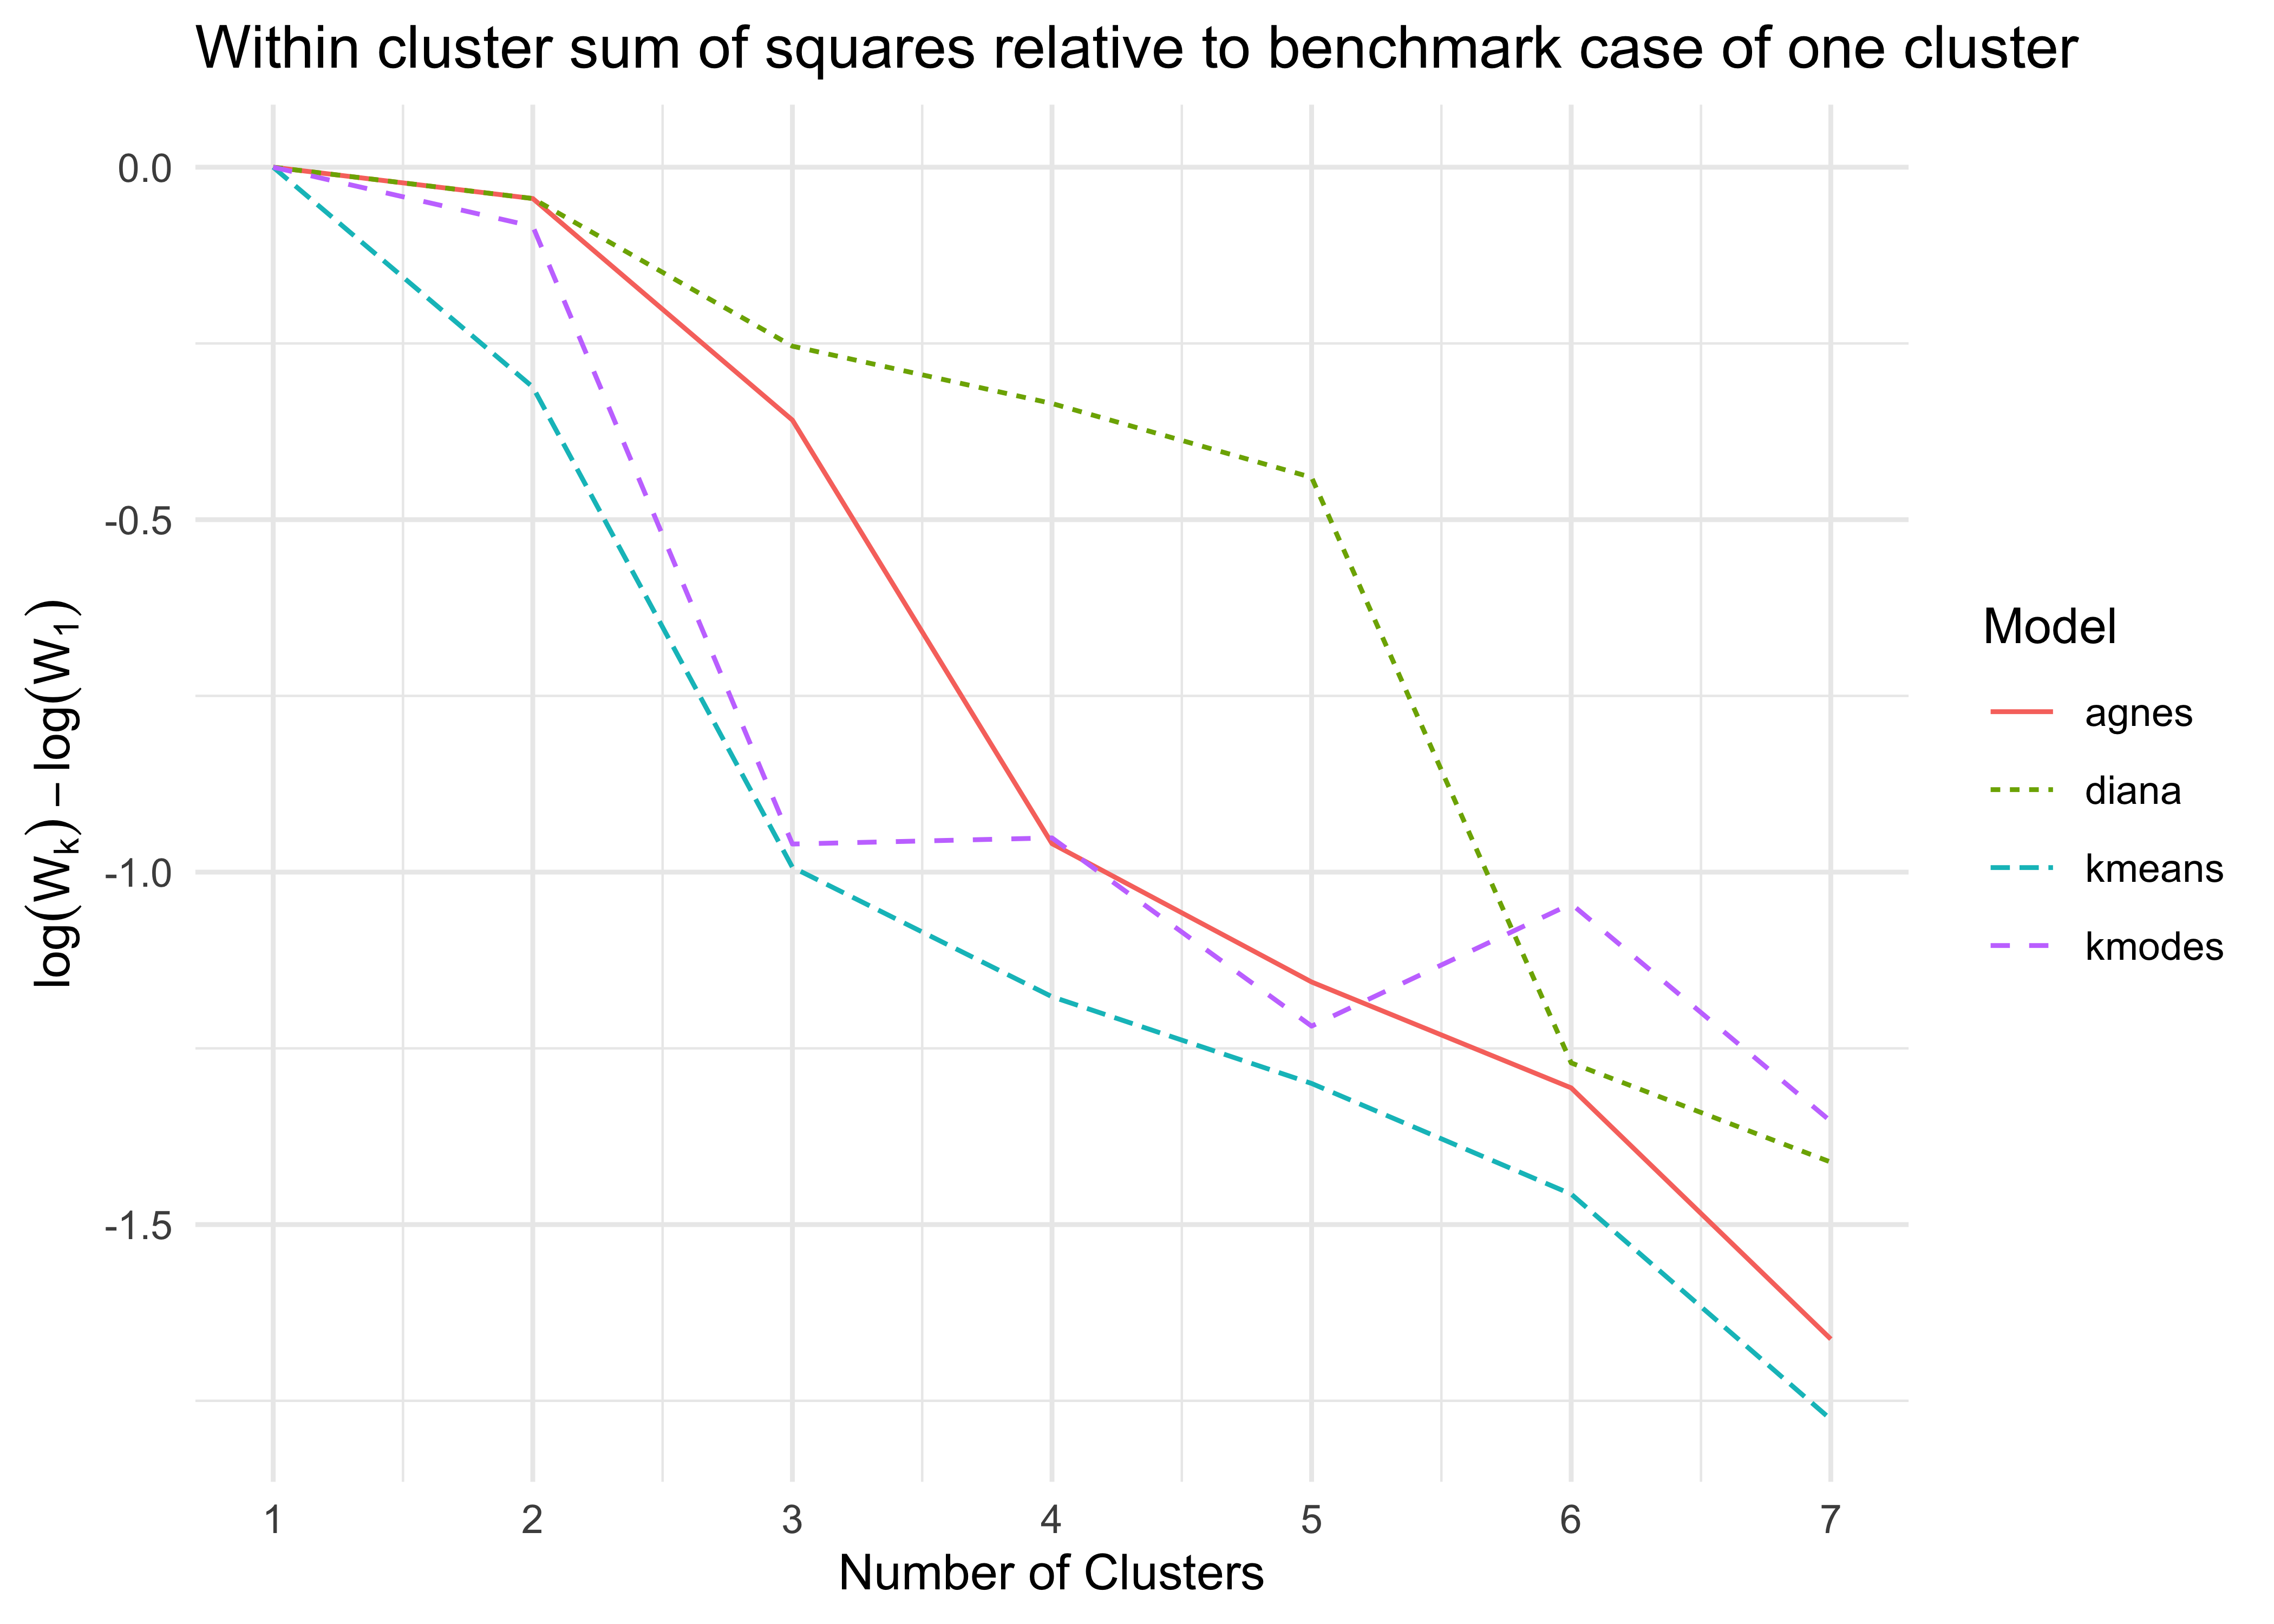 Within cluster sum of squares relative to benchmark case of one cluster
log(Wk) − log(W1)
0.0
-0.5
-1.0
-1.5
1 2 3 4 5 6 7
Number of Clusters
Model
agnes
diana
kmeans
kmodes